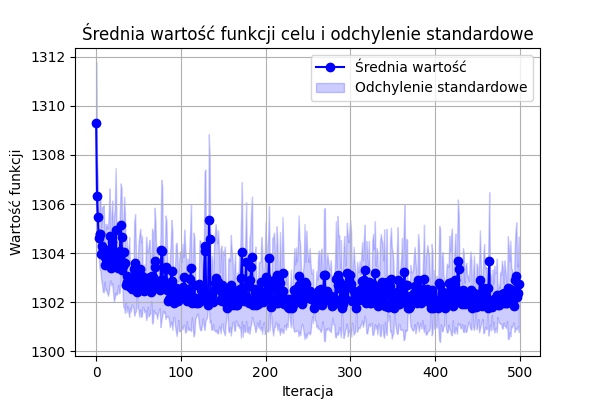 Średnia wartość funkcji celu i odchylenie standardowe
1312
1310
1308
1306
1304
1302
1300
Wartość funkcji
Średnia wartość
Odchylenie standardowe
0
100
200
300
400
500
Iteracja